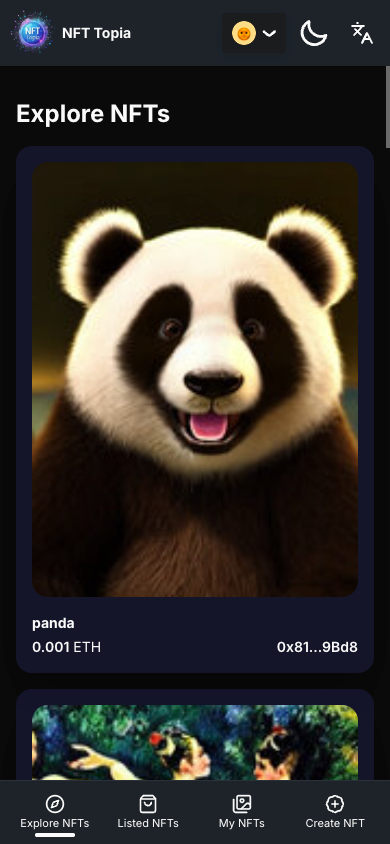 NFT
Topia
NFT Topia
Explore NFTs
panda
0.001 ETH
0x81...9Bd8
Explore NFTs
Listed NFTs
My NFTs
Create NFT